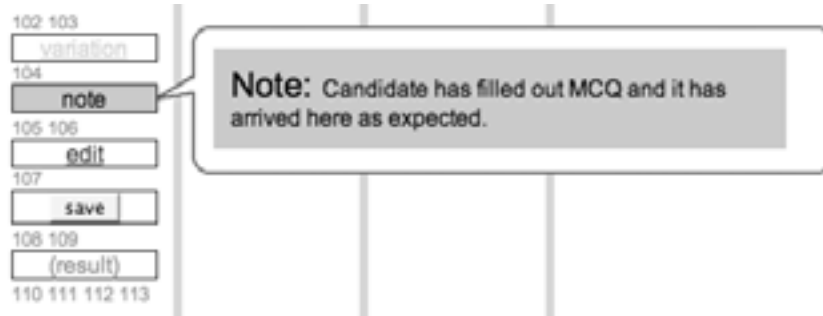 102 103
variation
104
note
105 106
edit
107
save
108 109
(result)
110 111 112 113
Note: Candidate has filled out MCQ and it has
arrived here as expected.